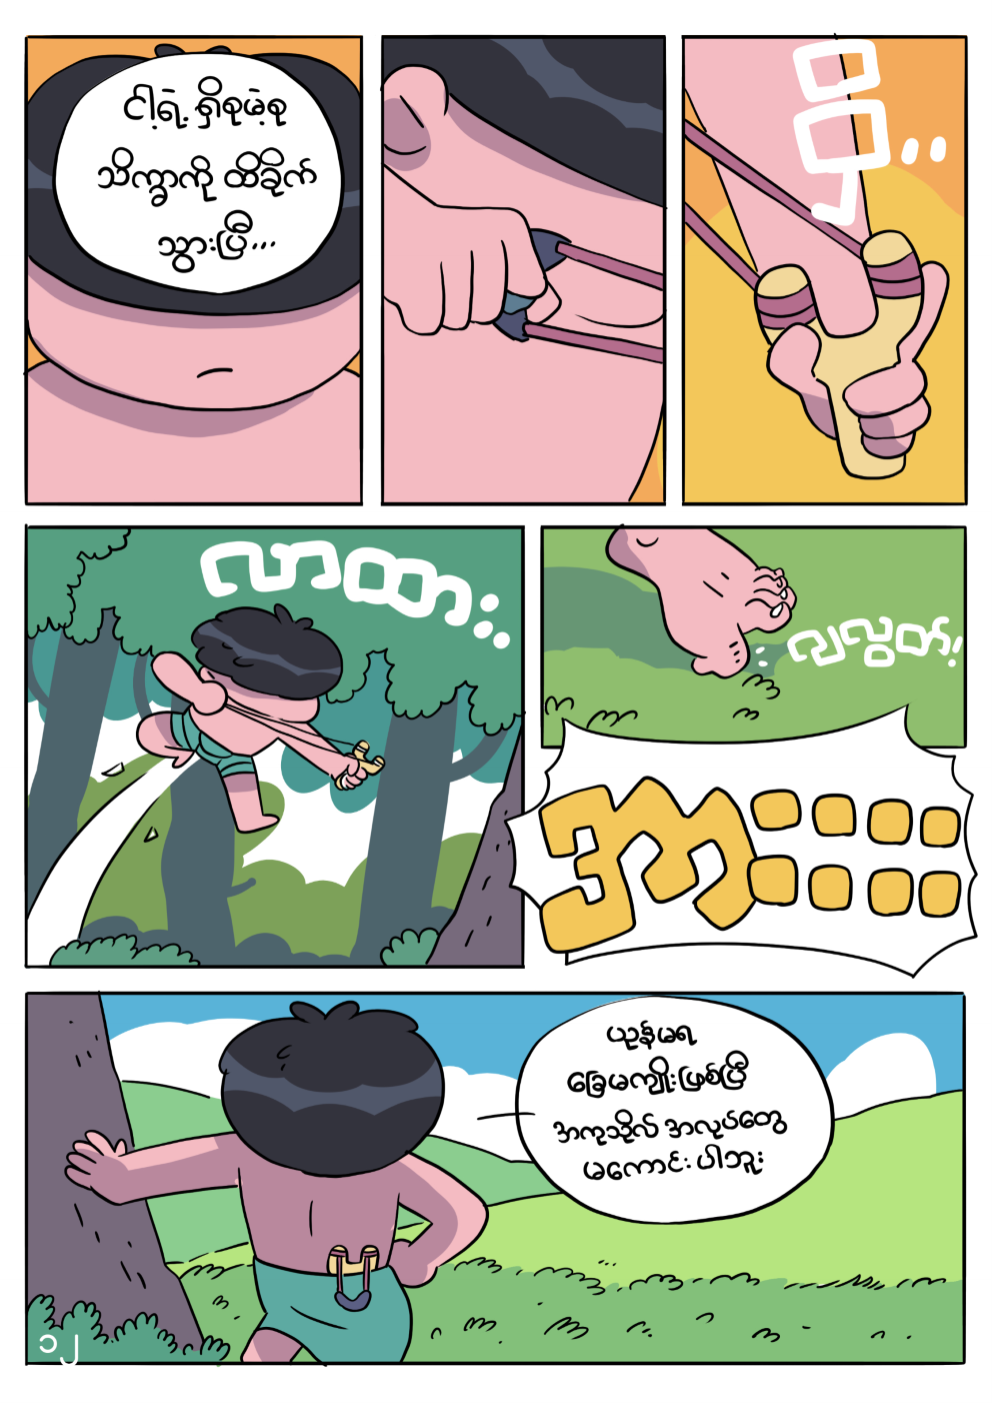 ငါ့ရဲ့ ရှိစုမဲ့စု
သိက္ခာကို ထိခိုက်
သွားပြီ...
လာထား
လျလွတ်!
အား
ယုန်မရ
ခြေမကျိုးဖြစ်ပြီ
အကုသိုလ် အလုပ်တွေ
မကောင်းပါဘူး
၁၂